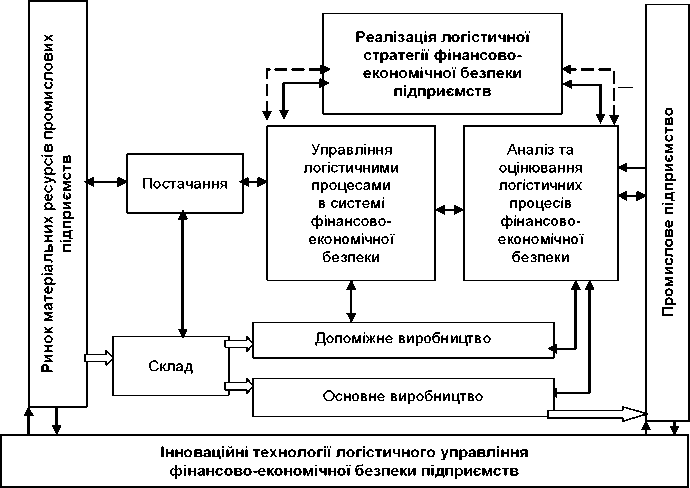 Реалізація логістичної
стратегії фінансово-
економічної безпеки
підприємств
Ринок матеріальних ресурсів промислових
підприємств
Постачання
Управління
логістичними
процесами
в системі
фінансово-
економічної
безпеки
Аналіз та
оцінювання
логістичних
процесів
фінансово-
економічної
безпеки
Промислове підприємство
Склад
Допоміжне виробництво
Основне виробництво
Інноваційні технології логістичного управління
фінансово-економічної безпеки підприємств